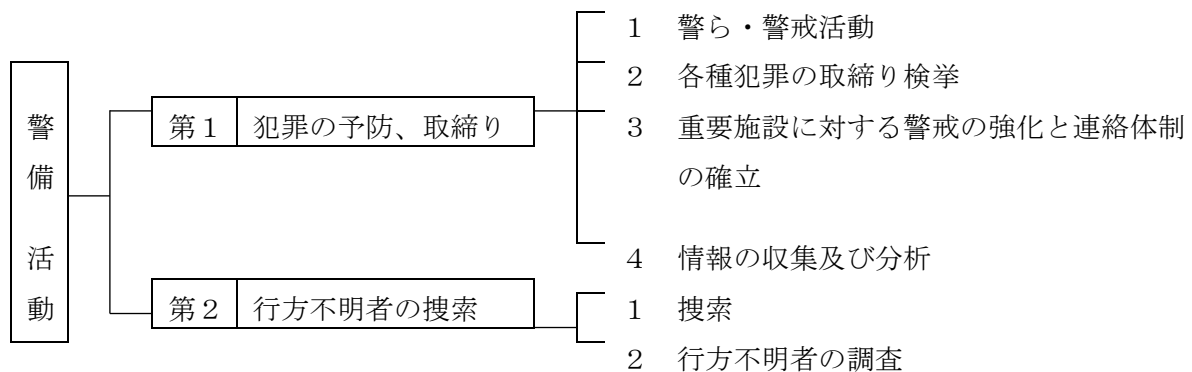 警備活動
第１ 犯罪の予防、取締り
１ 警ら・警戒活動
２ 各種犯罪の取締り検挙
３ 重要施設に対する警戒の強化と連絡体制
の確立
４ 情報の収集及び分析
第２ 行方不明者の捜索
１ 捜索
２ 行方不明者の調査